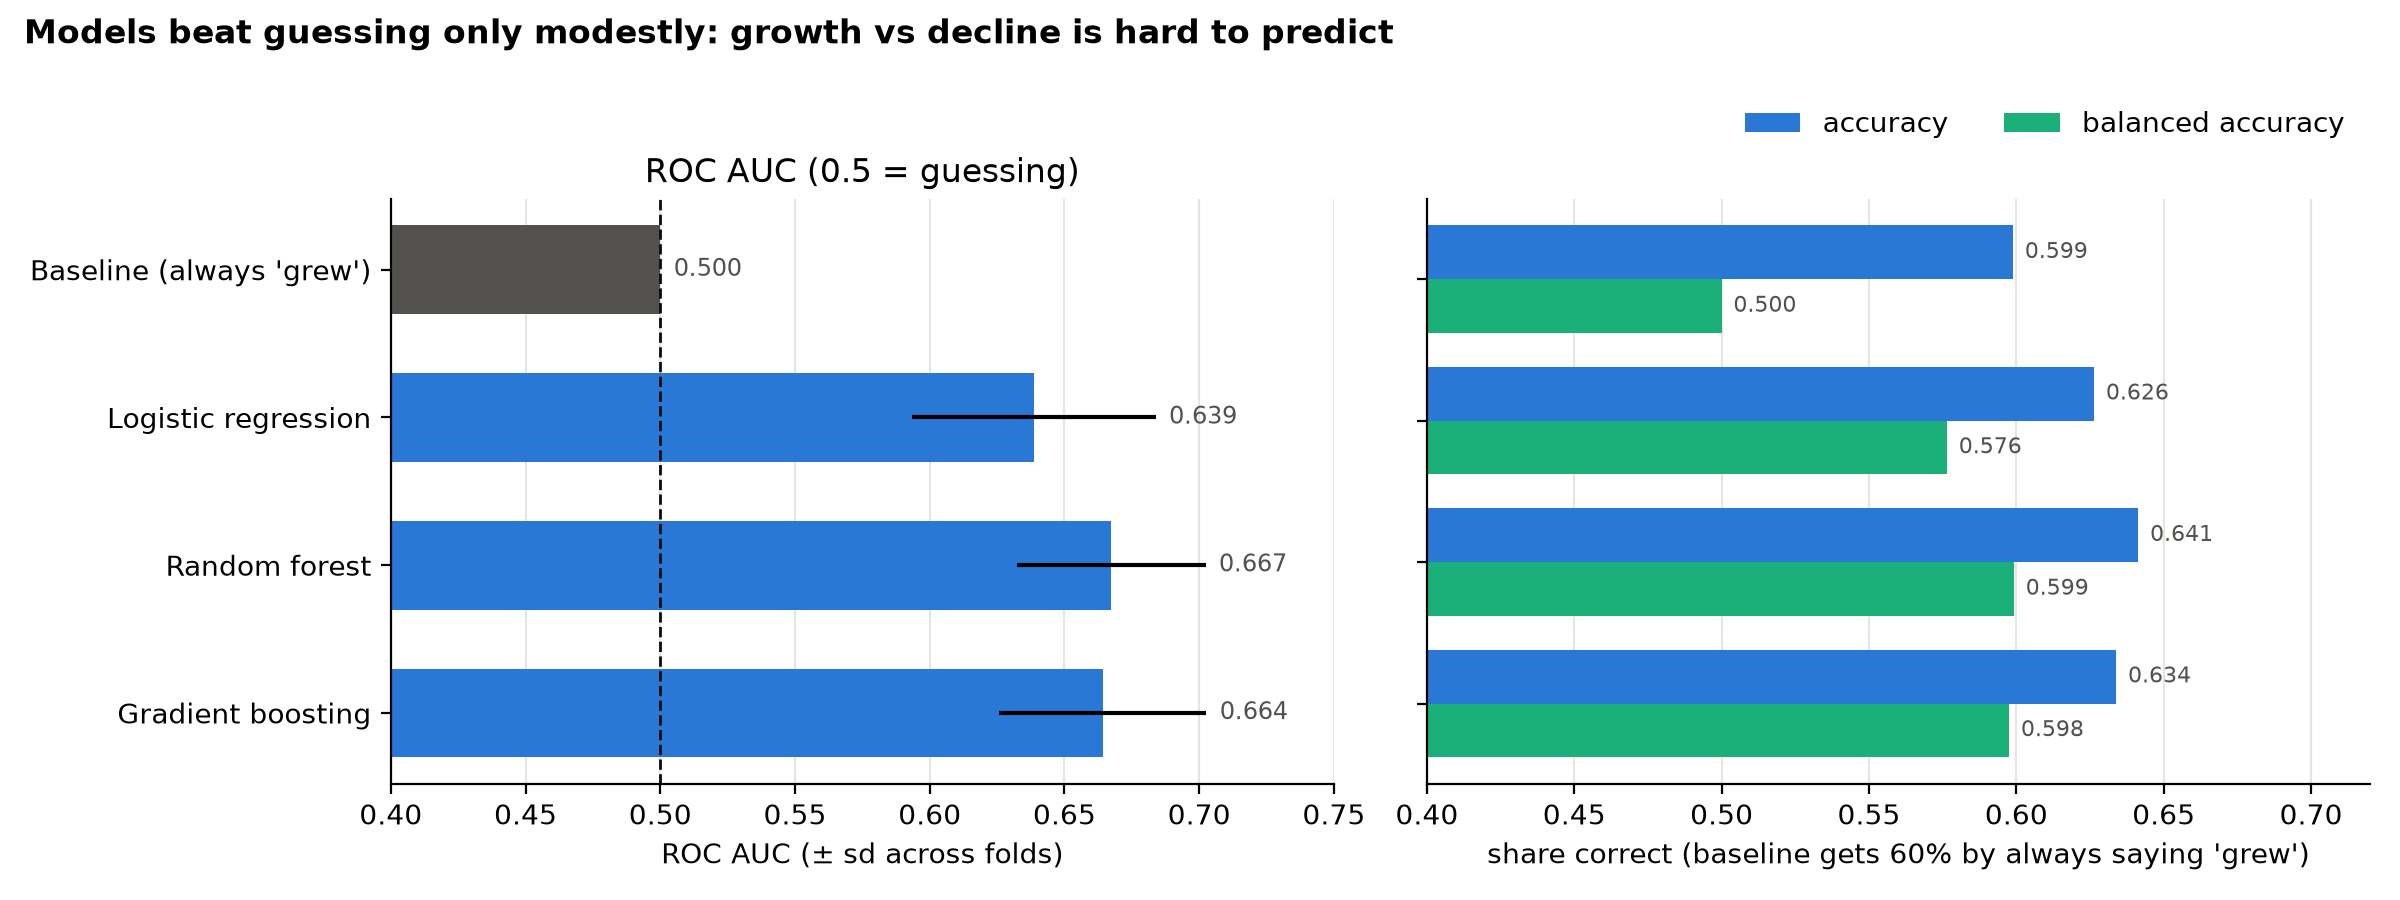 Models beat guessing only modestly: growth vs decline is hard to predict
accuracy
balanced accuracy
ROC AUC (0.5 = guessing)
Baseline (always 'grew')
0.500
Logistic regression
0.639
Random forest
0.667
Gradient boosting
0.664
0.40 0.45 0.50 0.55 0.60 0.65 0.70 0.75
ROC AUC (± sd across folds)
0.599
0.500
0.626
0.576
0.641
0.599
0.634
0.598
0.40 0.45 0.50 0.55 0.60 0.65 0.70
share correct (baseline gets 60% by always saying 'grew')